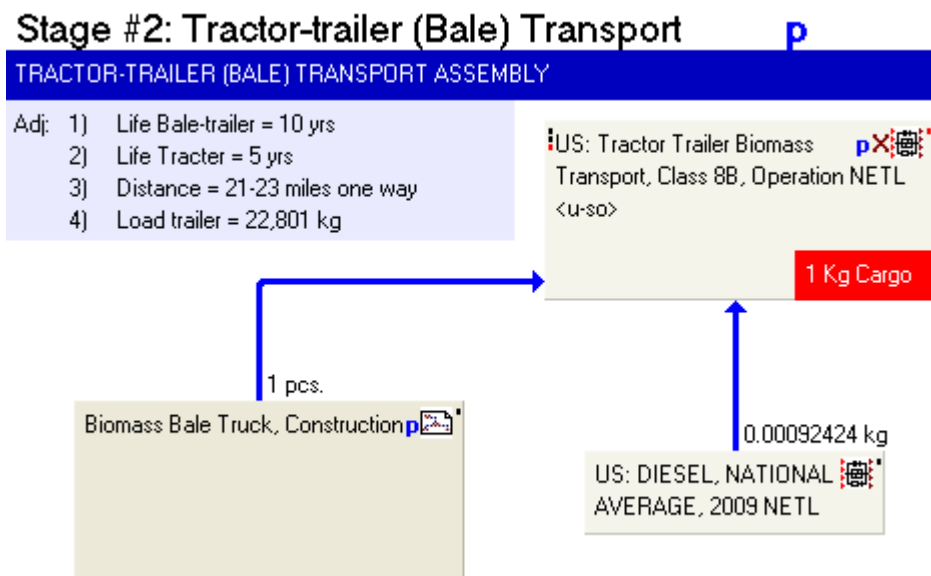 Stage #2: Tractor-trailer (Bale) Transport p
TRACTOR-TRAILER (BALE) TRANSPORT ASSEMBLY
Adj: 1) Life Bale-trailer = 10 yrs
2) Life Tracter = 5 yrs
3) Distance = 21-23 miles one way
4) Load trailer = 22,801 kg
US: Tractor Trailer Biomass pX
Transport, Class 8B, Operation NETL
<u-so>
1 Kg Cargo
1 pcs.
Biomass Bale Truck, Construction p
0.00092424 kg
US: DIESEL, NATIONAL
AVERAGE, 2009 NETL